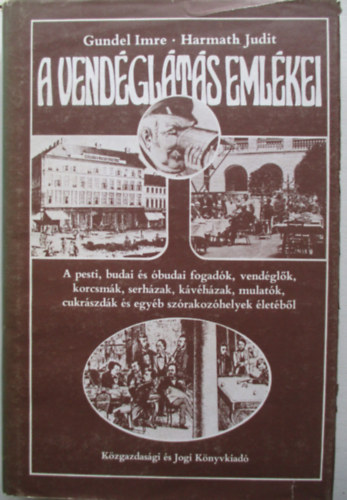 Gundel Imre · Harmath Judit
A VENDÉGLÁTÁS EMLÉKEI
A pesti, budai és óbudai fogadók, vendéglők,
korcsmák, serházak, kávéházak, mulatók,
cukrászdák és egyéb szórakozóhelyek életéből
Közgazdasági és Jogi Könyvkiadó